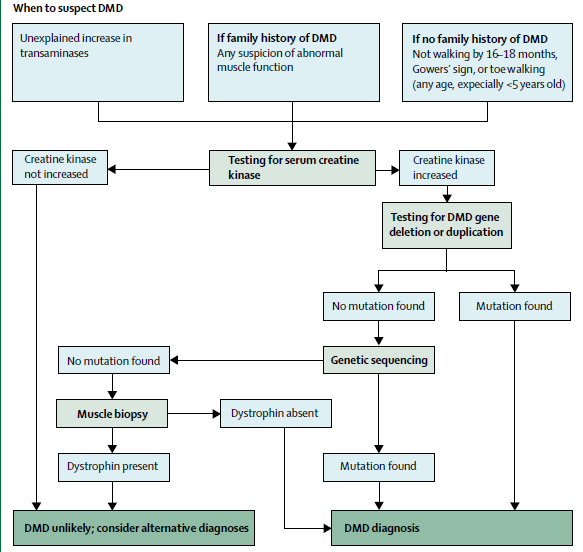 When to suspect DMD
Unexplained increase in
transaminases
If family history of DMD
Any suspicion of abnormal
muscle function
If no family history of DMD
Not walking by 16–18 months,
Gowers’ sign, or toe walking
(any age, expecially <5 years old)
Creatine kinase
not increased
Testing for serum creatine
kinase
Creatine kinase
increased
Testing for DMD gene
deletion or duplication
No mutation found
Mutation found
No mutation found
Genetic sequencing
Muscle biopsy
Dystrophin absent
Dystrophin present
Mutation found
DMD unlikely; consider alternative diagnoses
DMD diagnosis